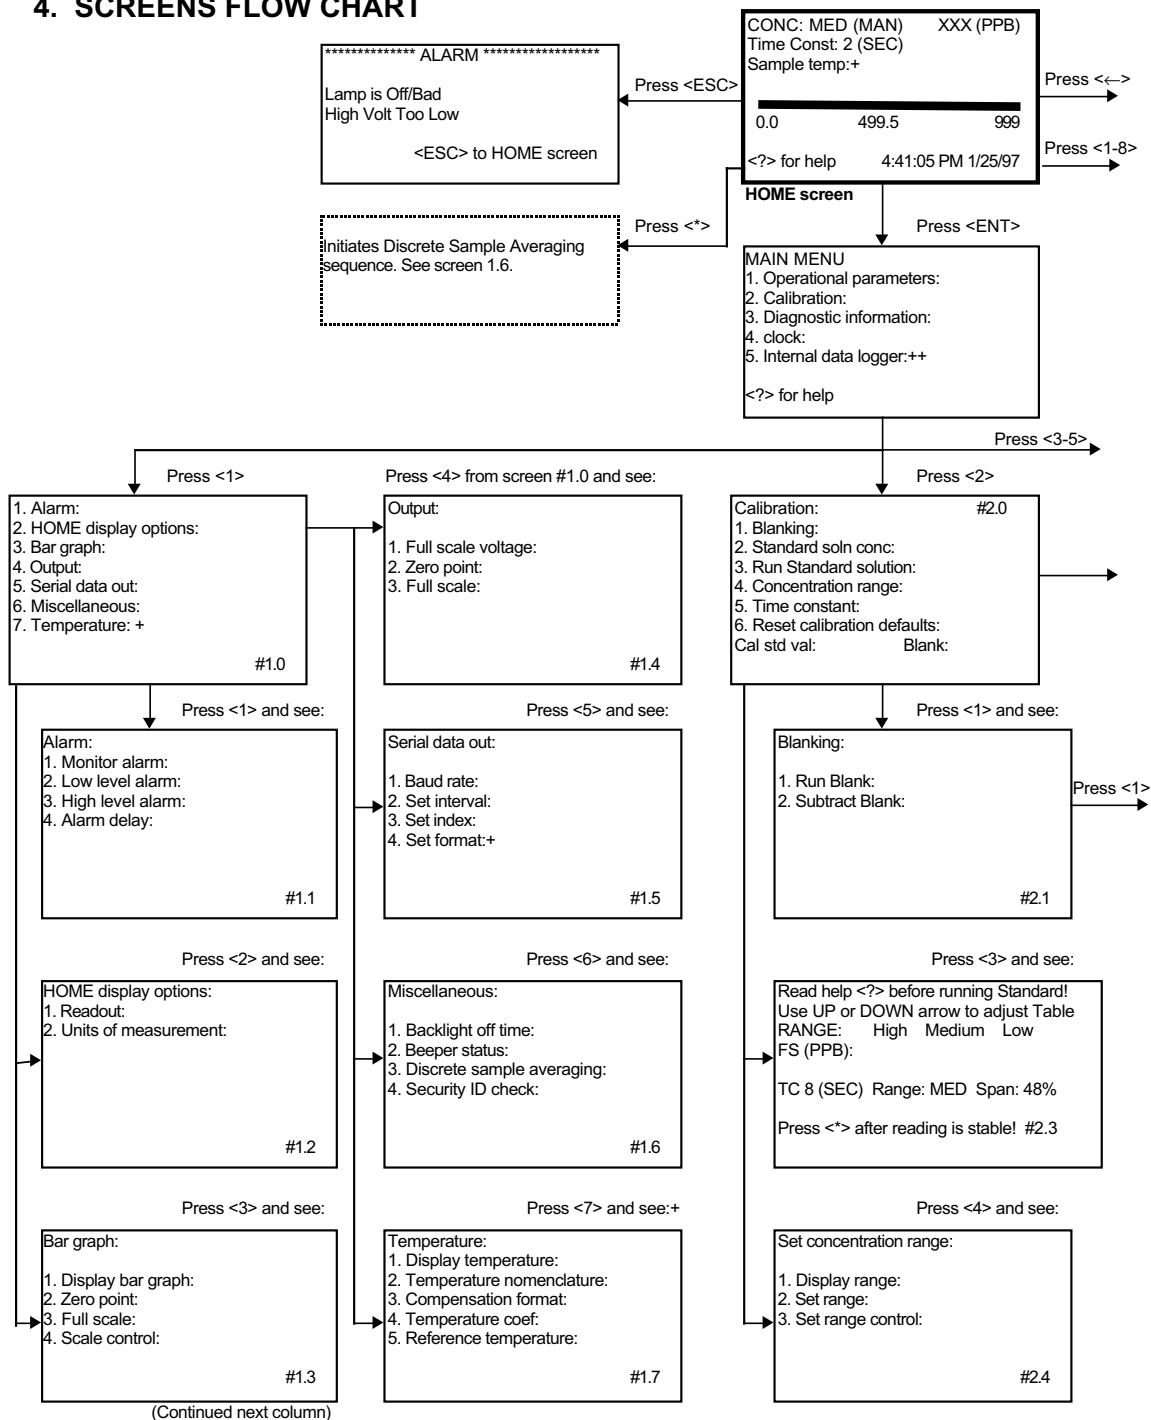 4. SCREENS FLOW CHART
************** ALARM ******************
Lamp is Off/Bad
High Volt Too Low
<ESC> to HOME screen
Press <ESC>
CONC: MED (MAN) XXX (PPB)
Time Const: 2 (SEC)
Sample temp:+
0.0 499.5 999
<?> for help 4:41:05 PM 1/25/97
HOME screen
Press <←>
Press <1-8>
Press <*>
Initiates Discrete Sample Averaging
sequence. See screen 1.6.
Press <ENT>
MAIN MENU
1. Operational parameters:
2. Calibration:
3. Diagnostic information:
4. clock:
5. Internal data logger:++
<?> for help
Press <3-5>
Press <1>
1. Alarm:
2. HOME display options:
3. Bar graph:
4. Output:
5. Serial data out:
6. Miscellaneous:
7. Temperature: +
#1.0
Press <1> and see:
Alarm:
1. Monitor alarm:
2. Low level alarm:
3. High level alarm:
4. Alarm delay:
#1.1
Press <2> and see:
HOME display options:
1. Readout:
2. Units of measurement:
#1.2
Press <3> and see:
Bar graph:
1. Display bar graph:
2. Zero point:
3. Full scale:
4. Scale control:
#1.3
(Continued next column)
Press <4> from screen #1.0 and see:
Output:
1. Full scale voltage:
2. Zero point:
3. Full scale:
#1.4
Press <5> and see:
Serial data out:
1. Baud rate:
2. Set interval:
3. Set index:
4. Set format:+
#1.5
Press <6> and see:
Miscellaneous:
1. Backlight off time:
2. Beeper status:
3. Discrete sample averaging:
4. Security ID check:
#1.6
Press <7> and see:+
Temperature:
1. Display temperature:
2. Temperature nomenclature:
3. Compensation format:
4. Temperature coef:
5. Reference temperature:
#1.7
Press <2>
Calibration: #2.0
1. Blanking:
2. Standard soln conc:
3. Run Standard solution:
4. Concentration range:
5. Time constant:
6. Reset calibration defaults:
Cal std val: Blank:
Press <1> and see:
Blanking:
1. Run Blank:
2. Subtract Blank:
#2.1
Press <1>
Press <3> and see:
Read help <?> before running Standard!
Use UP or DOWN arrow to adjust Table
RANGE: High Medium Low
FS (PPB):
TC 8 (SEC) Range: MED Span: 48%
Press <*> after reading is stable! #2.3
Press <4> and see:
Set concentration range:
1. Display range:
2. Set range:
3. Set range control:
#2.4